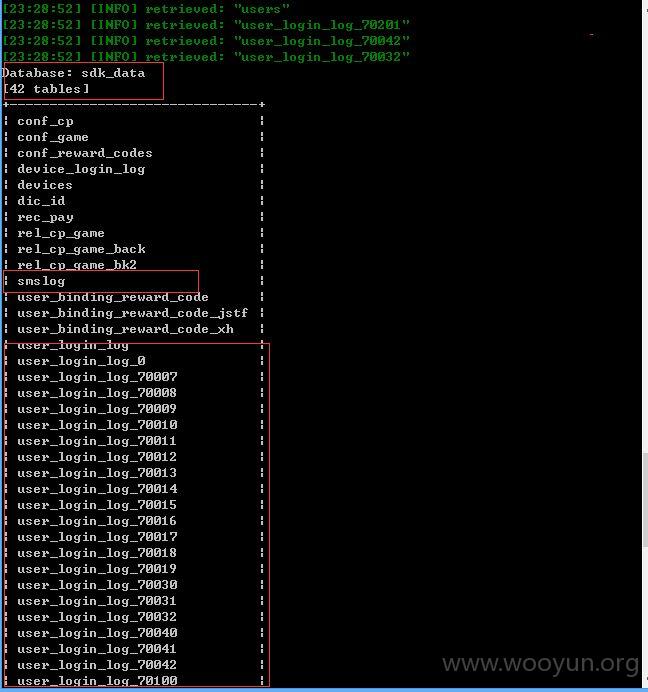 [23:28:52] [INFO] retrieved: "users"
[23:28:52] [INFO] retrieved: "user_login_log_70201"
[23:28:52] [INFO] retrieved: "user_login_log_70042"
[23:28:52] [INFO] retrieved: "user_login_log_70032"
Database: sdk_data
[42 tables]
+-------------------------------+
| conf_cp |
| conf_game |
| conf_reward_codes |
| device_login_log |
| devices |
| dic_id |
| rec_pay |
| rel_cp_game |
| rel_cp_game_back |
| rel_cp_game_bk2 |
| smslog |
| user_binding_reward_code |
| user_binding_reward_code_jstf |
| user_binding_reward_code_xh |
| user_login_log |
| user_login_log_0 |
| user_login_log_70007 |
| user_login_log_70008 |
| user_login_log_70009 |
| user_login_log_70010 |
| user_login_log_70011 |
| user_login_log_70012 |
| user_login_log_70013 |
| user_login_log_70014 |
| user_login_log_70015 |
| user_login_log_70016 |
| user_login_log_70017 |
| user_login_log_70018 |
| user_login_log_70019 |
| user_login_log_70030 |
| user_login_log_70031 |
| user_login_log_70032 |
| user_login_log_70040 |
| user_login_log_70041 |
| user_login_log_70042 |
| user_login_log_70100 |
www.wooyun.org